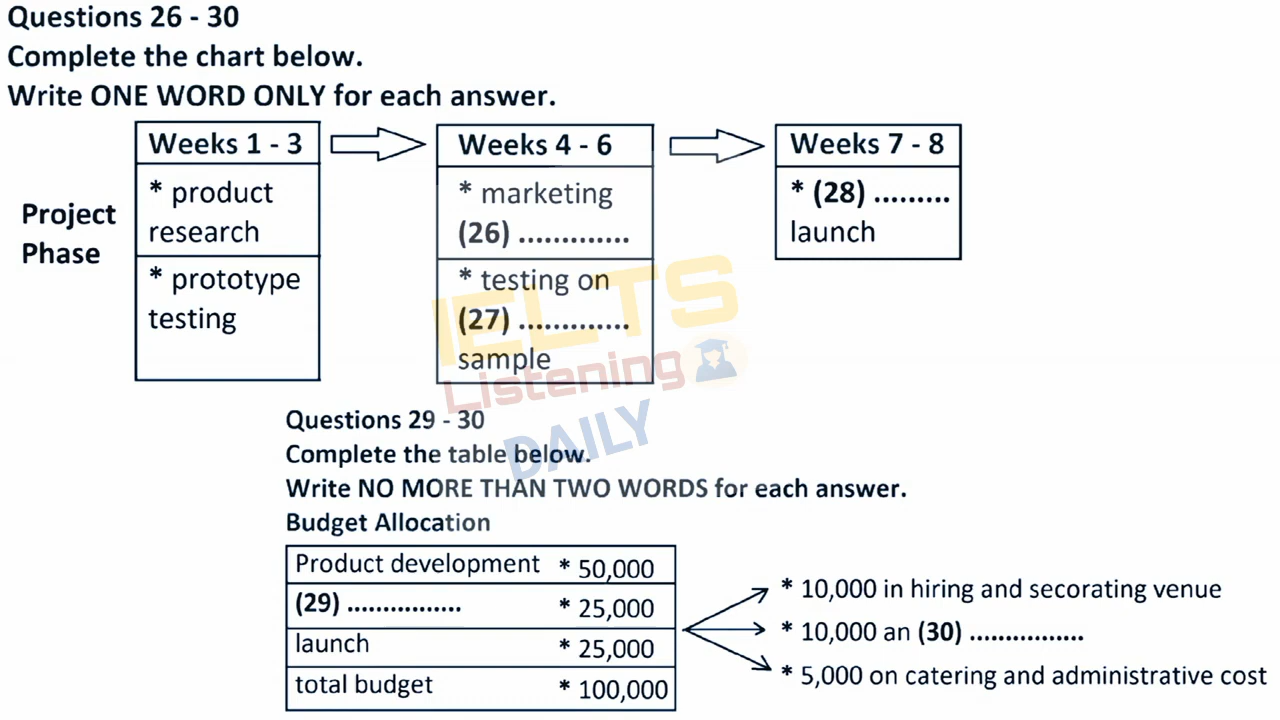 Questions 26 - 30
Complete the chart below.
Write ONE WORD ONLY for each answer.
Project
Phase
Weeks 1 - 3
* product
research
* prototype
testing
Weeks 4 - 6
* marketing
(26) .............
* testing on
(27) .............
sample
Weeks 7 - 8
* (28) .........
launch
IELTS
Listening
DAILY
Questions 29 - 30
Complete the table below.
Write NO MORE THAN TWO WORDS for each answer.
Budget Allocation
Product development * 50,000
(29) ................ * 25,000
launch * 25,000
total budget * 100,000
* 10,000 in hiring and secorating venue
* 10,000 an (30) ................
* 5,000 on catering and administrative cost